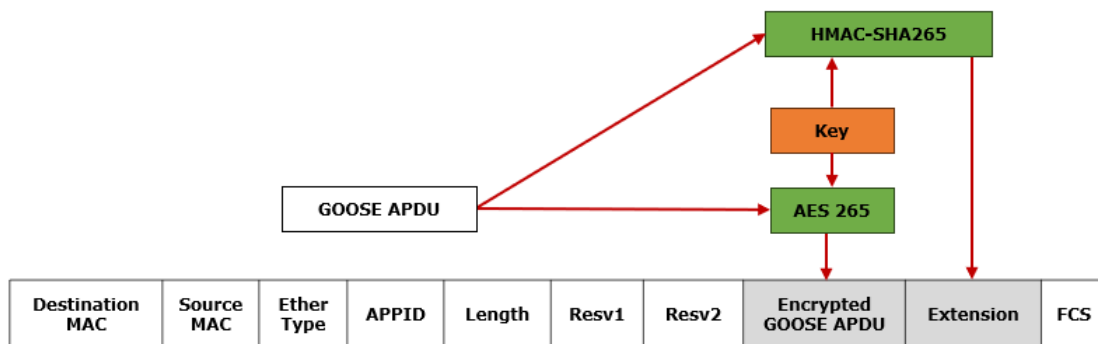 HMAC-SHA265
Key
GOOSE APDU
AES 265
Destination
MAC
Source
MAC
Ether
Type
APPID
Length
Resv1
Resv2
Encrypted
GOOSE APDU
Extension
FCS